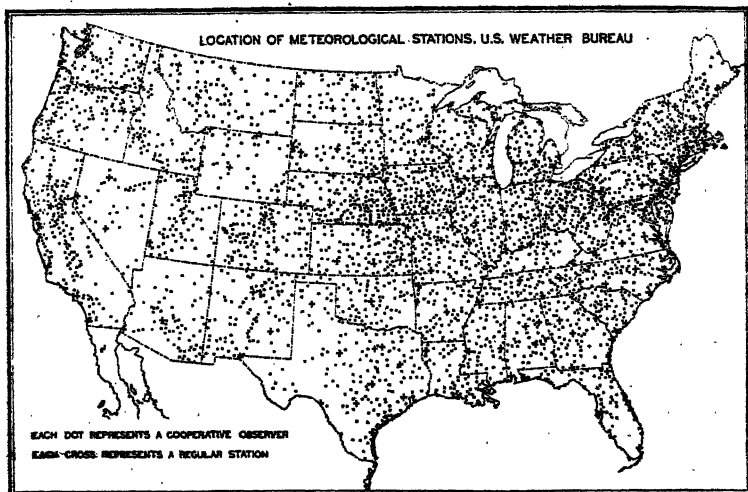 LOCATION OF METEOROLOGICAL STATIONS, U.S. WEATHER BUREAU
EACH DOT REPRESENTS A COOPERATIVE OBSERVER
EACH CROSS REPRESENTS A REGULAR STATION